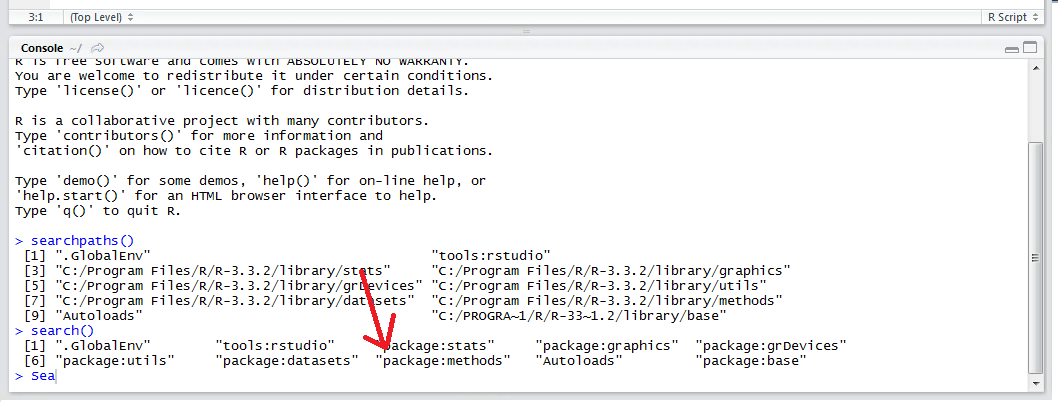 3:1 (Top Level) R Script
Console ~/
R is free software and comes with ABSOLUTELY NO WARRANTY.
You are welcome to redistribute it under certain conditions.
Type 'license()' or 'licence()' for distribution details.
R is a collaborative project with many contributors.
Type 'contributors()' for more information and
'citation()' on how to cite R or R packages in publications.
Type 'demo()' for some demos, 'help()' for on-line help, or
'help.start()' for an HTML browser interface to help.
Type 'q()' to quit R.
> searchpaths()
[1] ".GlobalEnv" "tools:rstudio"
[3] "C:/Program Files/R/R-3.3.2/library/stats" "C:/Program Files/R/R-3.3.2/library/graphics"
[5] "C:/Program Files/R/R-3.3.2/library/grDevices" "C:/Program Files/R/R-3.3.2/library/utils"
[7] "C:/Program Files/R/R-3.3.2/library/datasets" "C:/Program Files/R/R-3.3.2/library/methods"
[9] "Autoloads" "C:/PROGRA~1/R/R-33~1.2/library/base"
> search()
[1] ".GlobalEnv" "tools:rstudio" "package:stats" "package:graphics" "package:grDevices"
[6] "package:utils" "package:datasets" "package:methods" "Autoloads" "package:base"
> Sea